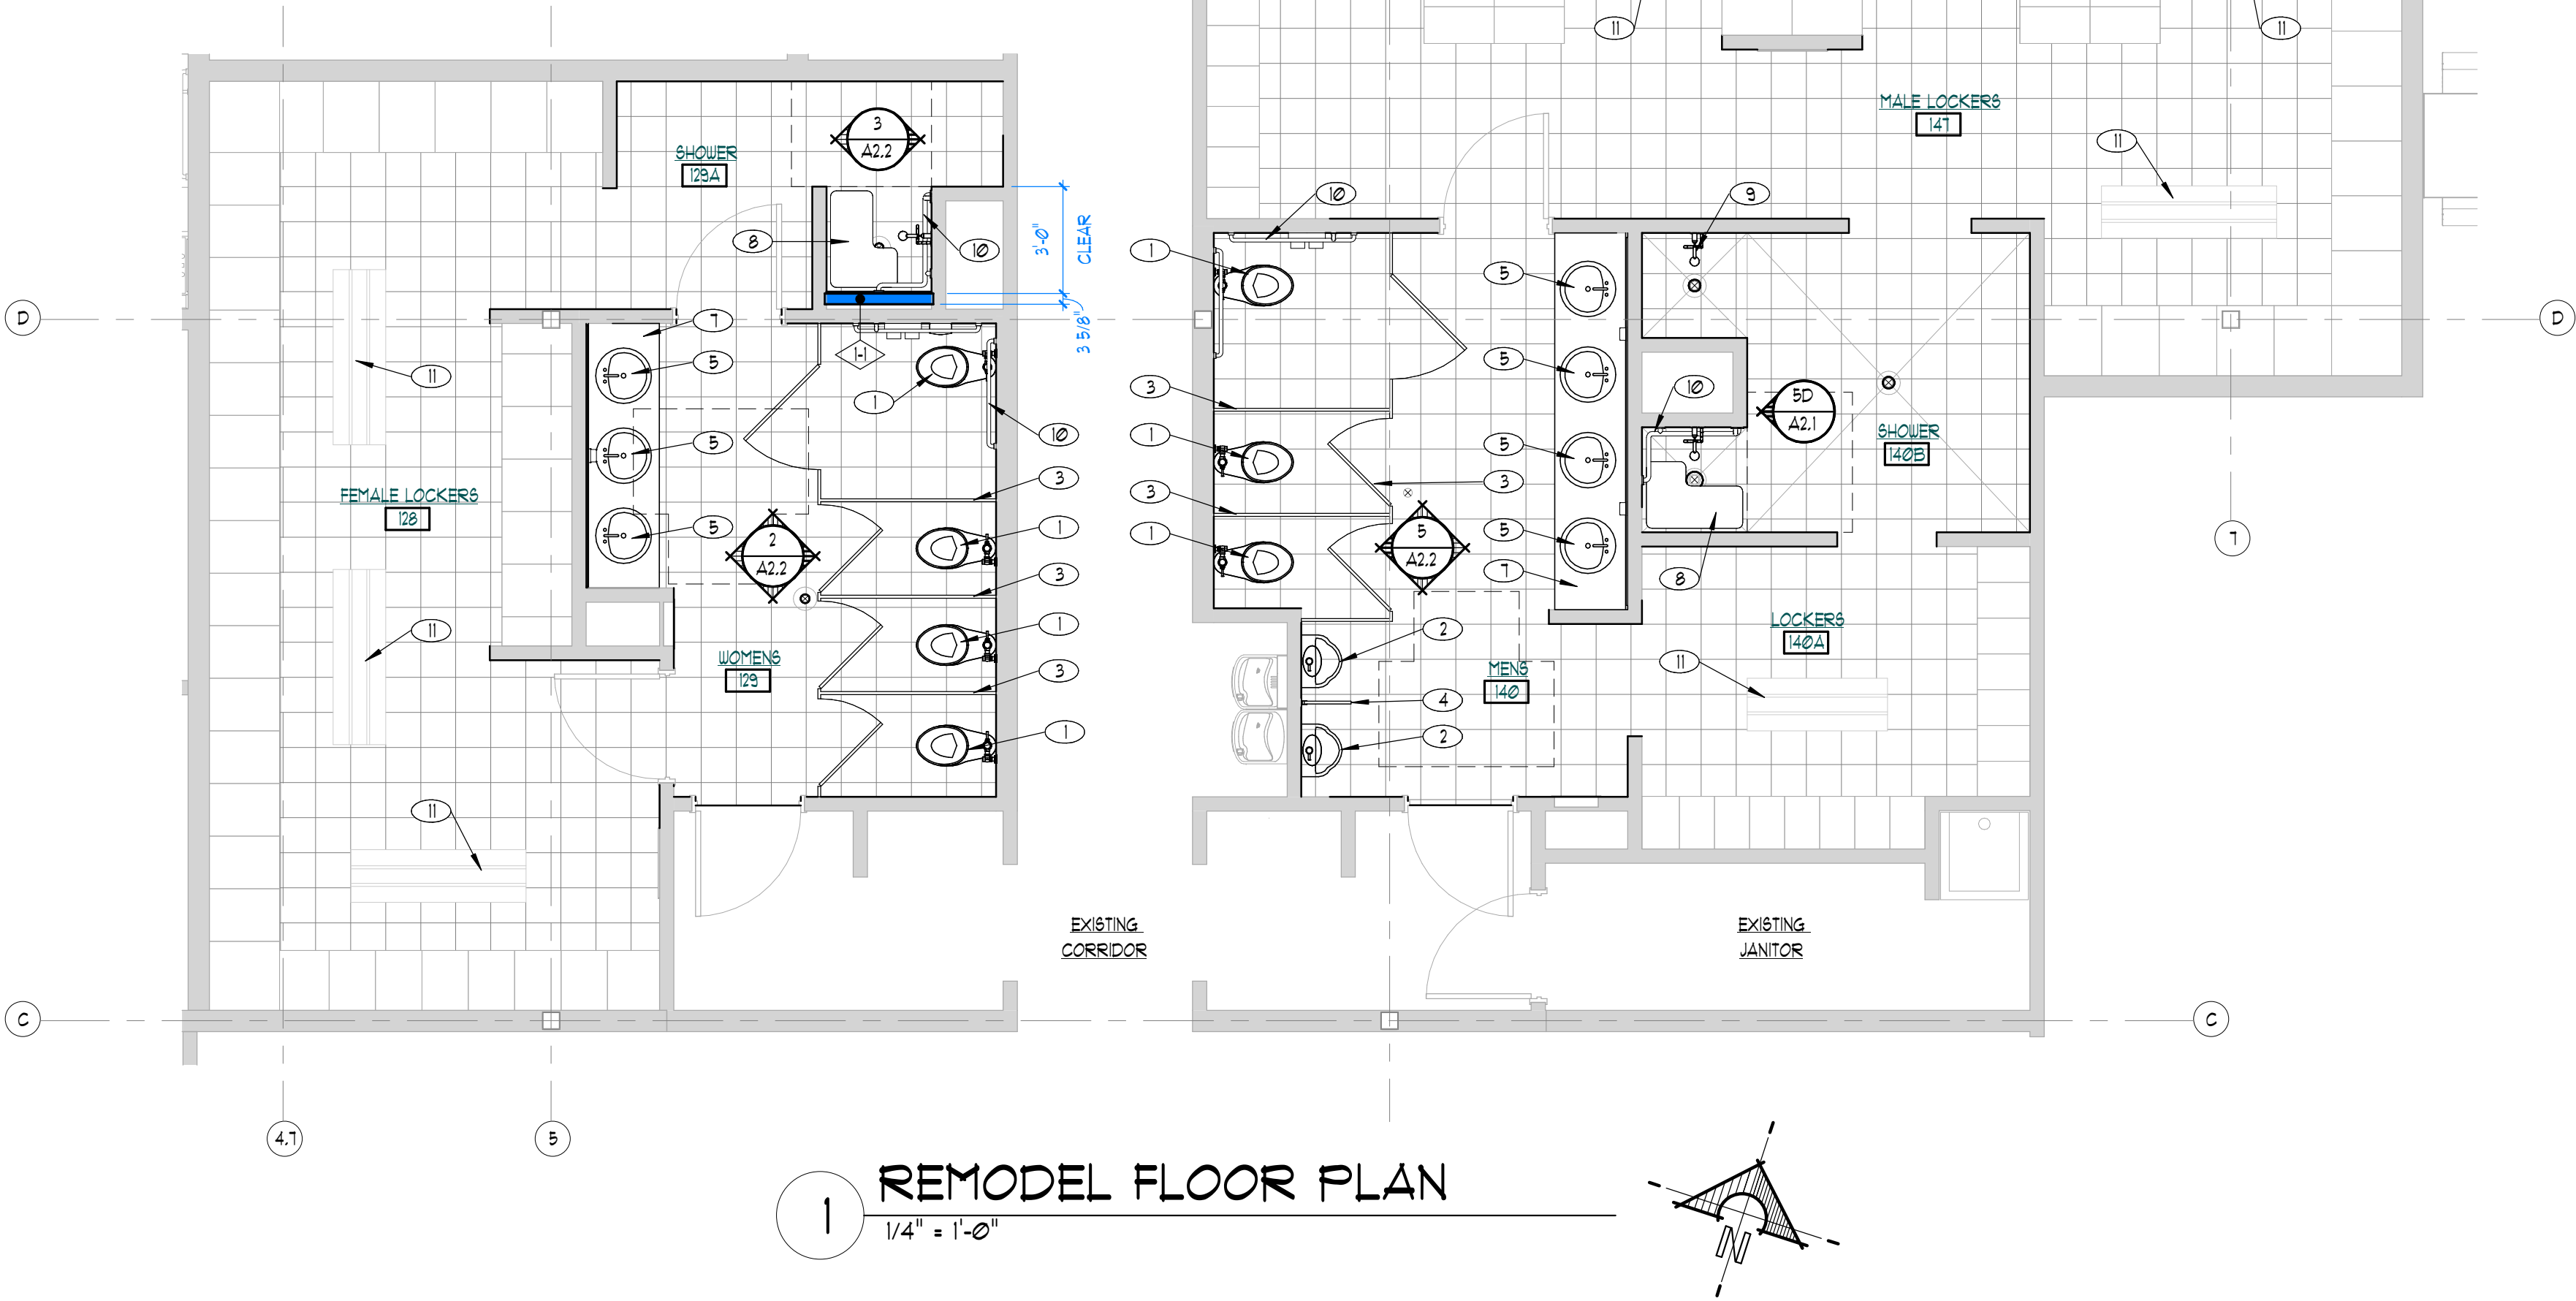 11
11
MALE LOCKERS
147
11
3
A2.2
SHOWER
129A
8
10
3'-0"
CLEAR
3 5/8"
10
9
1
5
D
D
7
5
1-1
1
11
5
3
10
5
10
5D
A2.1
SHOWER
140B
10
1
5
3
3
5
3
FEMALE LOCKERS
128
5
1
2
A2.2
1
5
A2.2
5
7
8
7
3
11
1
2
LOCKERS
140A
11
WOMENS
129
3
MENS
140
4
1
2
11
EXISTING
CORRIDOR
EXISTING
JANITOR
C
C
4.7
5
1
REMODEL FLOOR PLAN
1/4" = 1'-0"
N